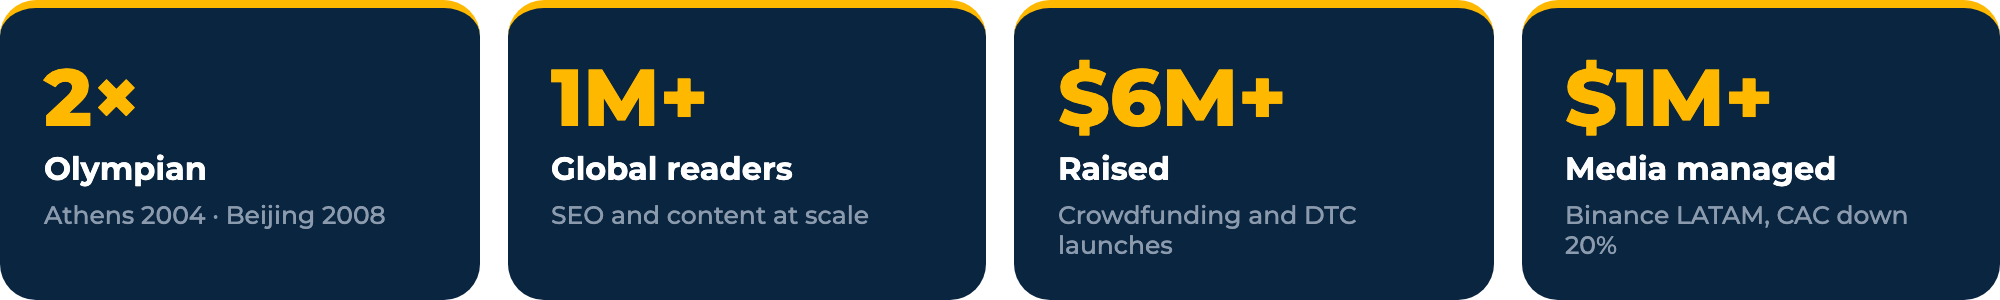 2×
Olympian
Athens 2004 · Beijing 2008
1M+
Global readers
SEO and content at scale
$6M+
Raised
Crowdfunding and DTC
launches
$1M+
Media managed
Binance LATAM, CAC down
20%